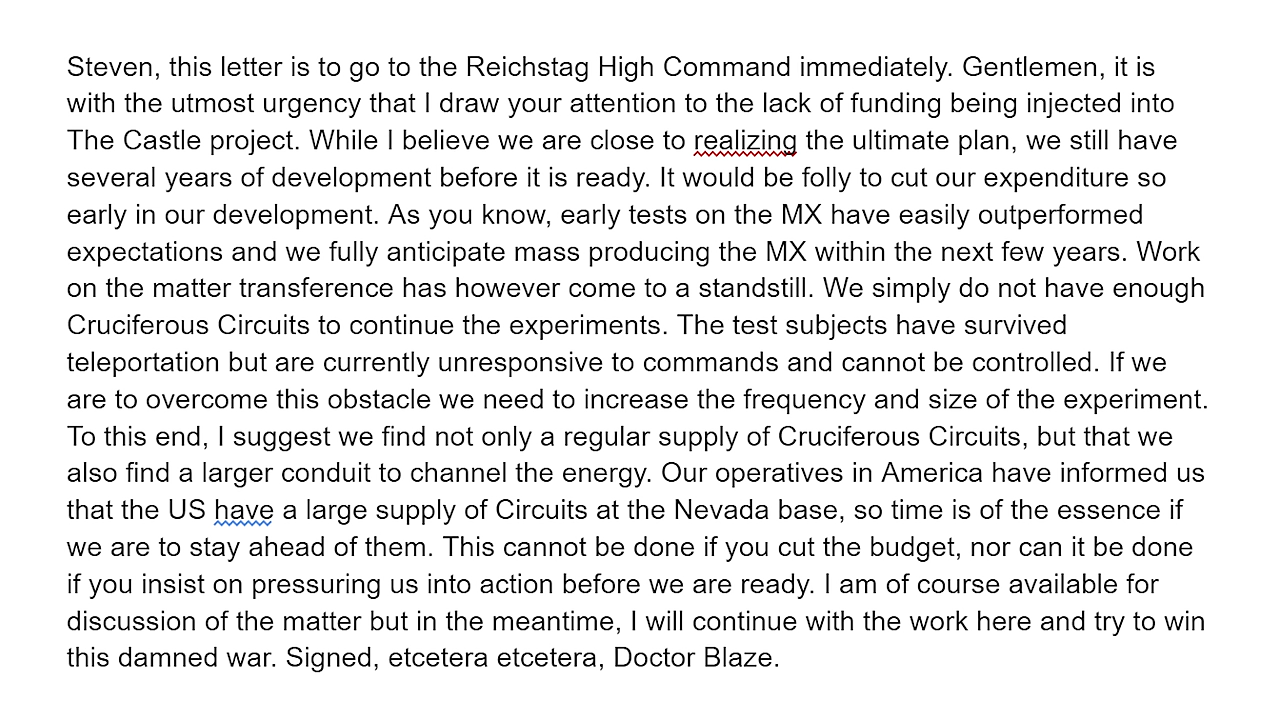 Steven, this letter is to go to the Reichstag High Command immediately. Gentlemen, it is
with the utmost urgency that I draw your attention to the lack of funding being injected into
The Castle project. While I believe we are close to realizing the ultimate plan, we still have
several years of development before it is ready. It would be folly to cut our expenditure so
early in our development. As you know, early tests on the MX have easily outperformed
expectations and we fully anticipate mass producing the MX within the next few years. Work
on the matter transference has however come to a standstill. We simply do not have enough
Cruciferous Circuits to continue the experiments. The test subjects have survived
teleportation but are currently unresponsive to commands and cannot be controlled. If we
are to overcome this obstacle we need to increase the frequency and size of the experiment.
To this end, I suggest we find not only a regular supply of Cruciferous Circuits, but that we
also find a larger conduit to channel the energy. Our operatives in America have informed us
that the US have a large supply of Circuits at the Nevada base, so time is of the essence if
we are to stay ahead of them. This cannot be done if you cut the budget, nor can it be done
if you insist on pressuring us into action before we are ready. I am of course available for
discussion of the matter but in the meantime, I will continue with the work here and try to win
this damned war. Signed, etcetera etcetera, Doctor Blaze.